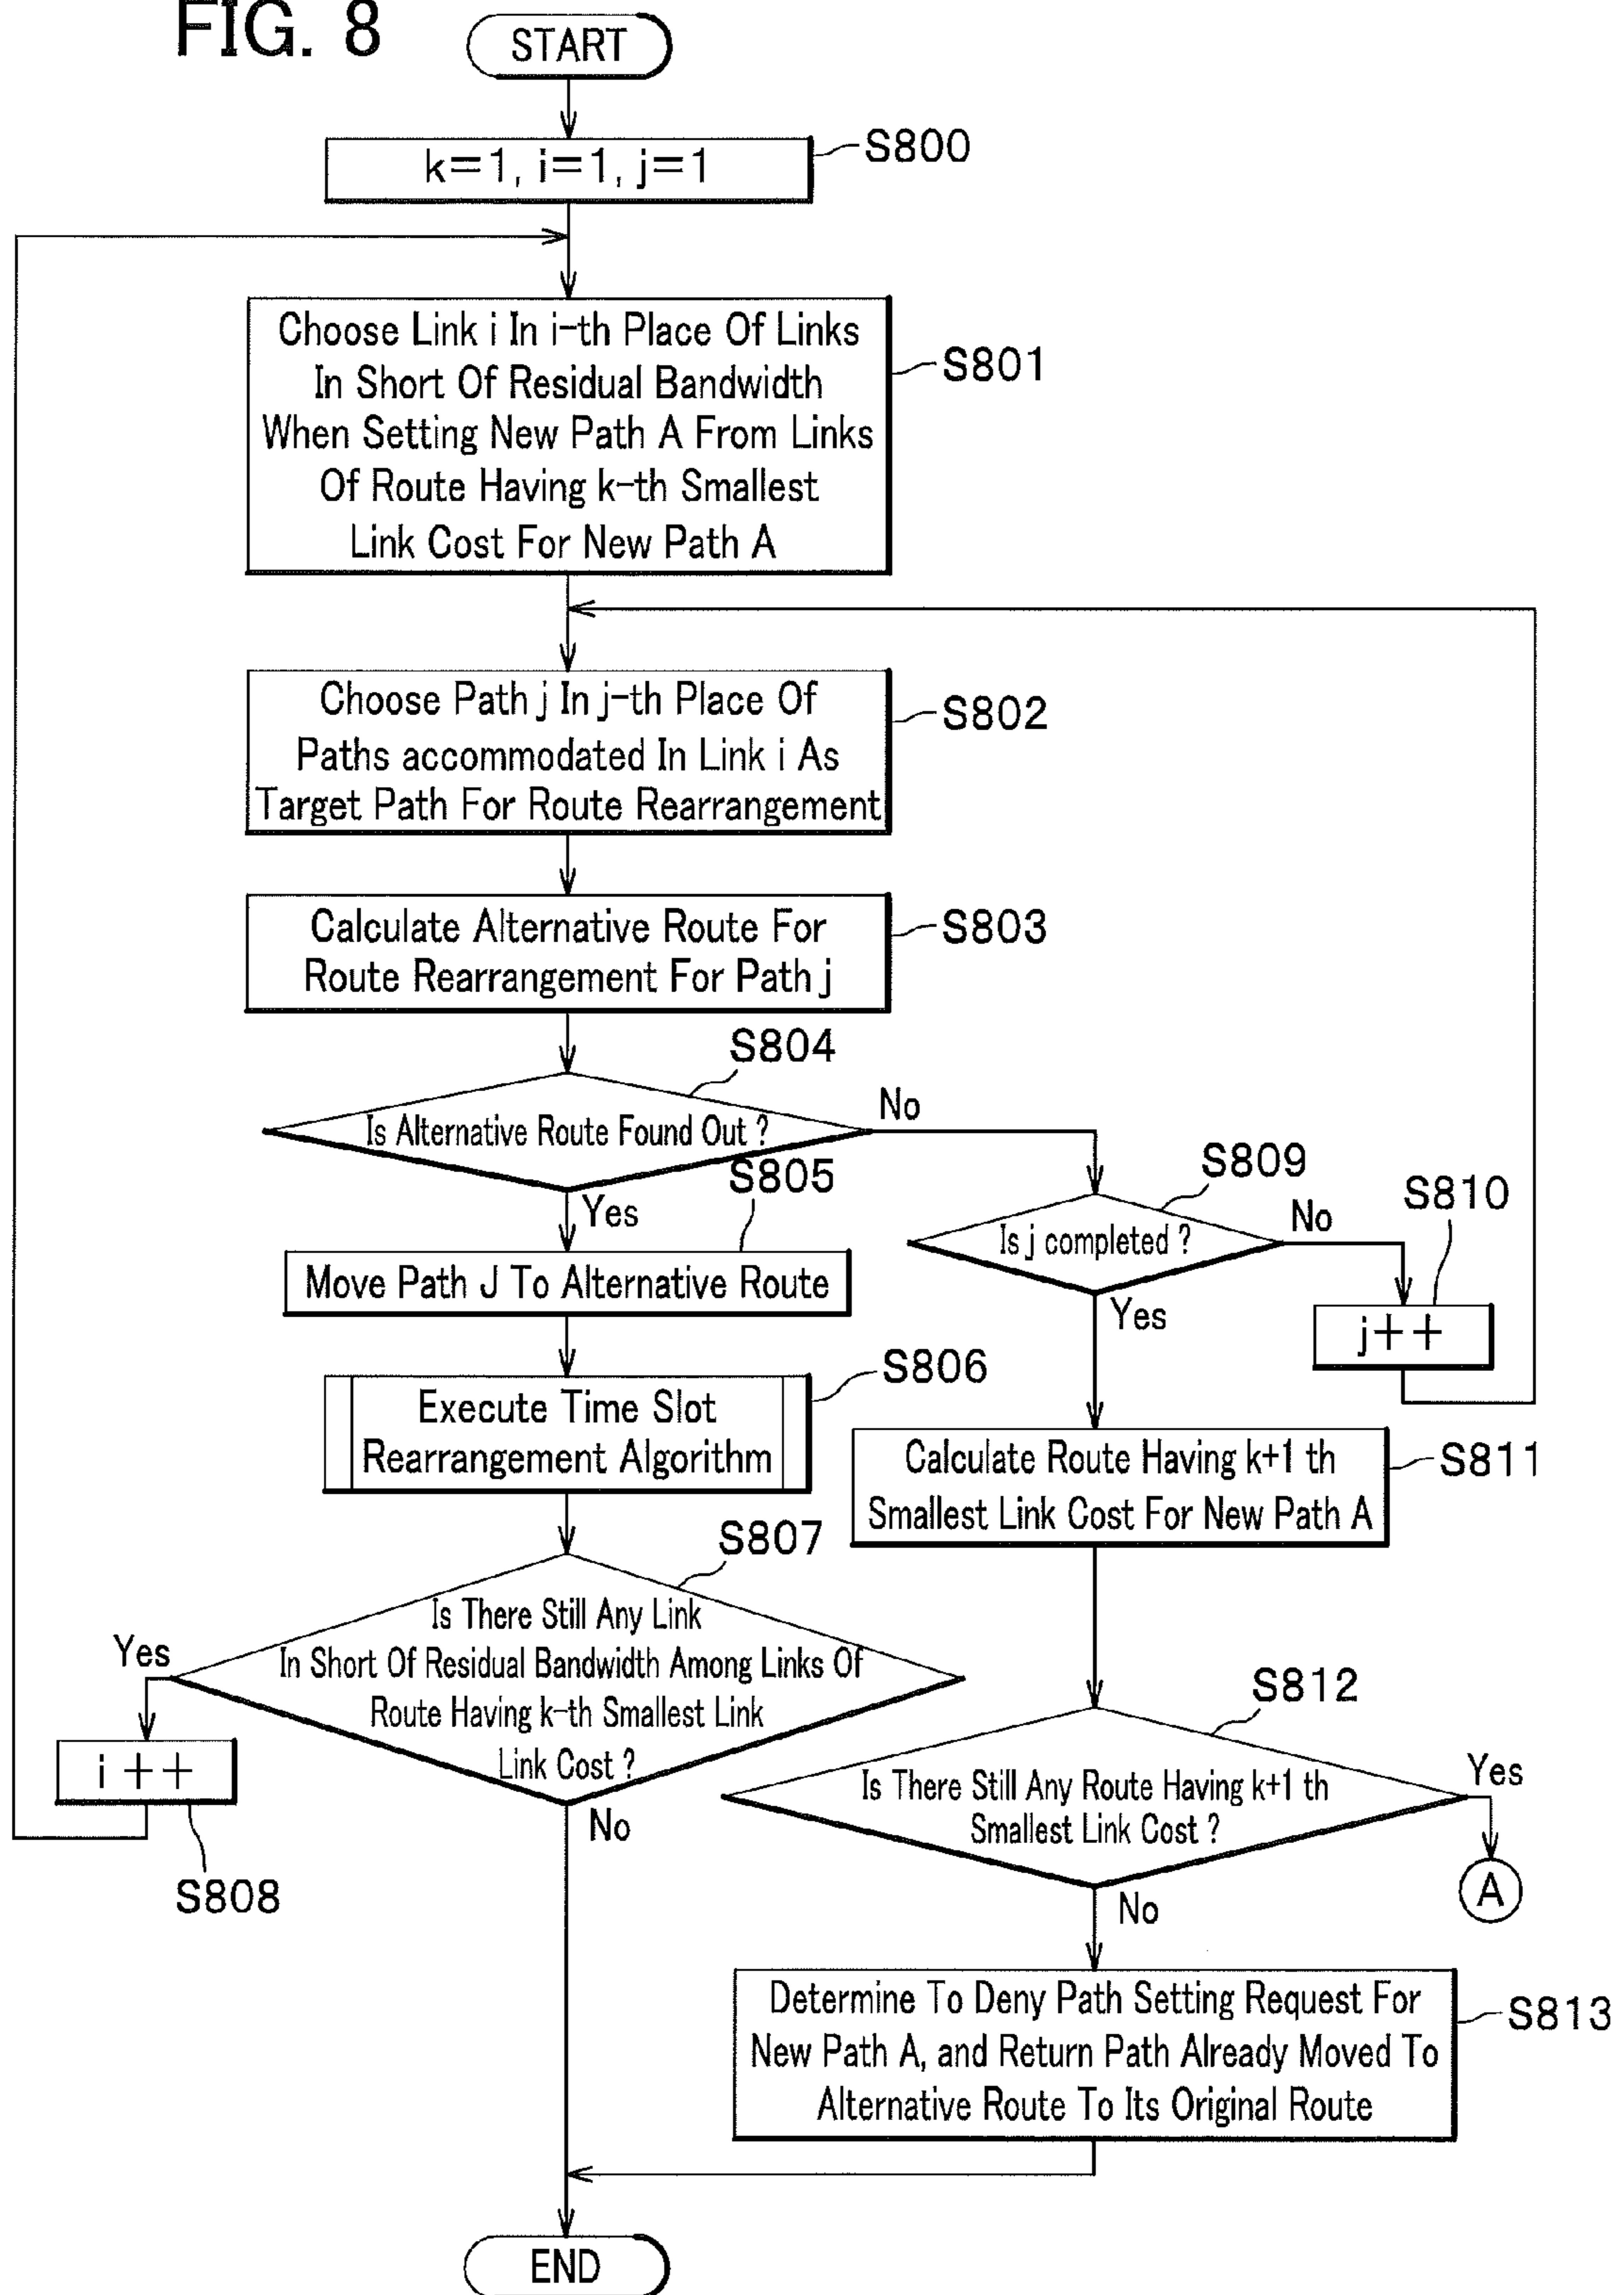 FIG. 8
START
k=1, i=1, j=1
S800
Choose Link i In i-th Place Of Links
In Short Of Residual Bandwidth
When Setting New Path A From Links
Of Route Having k-th Smallest
Link Cost For New Path A
S801
Choose Path j In j-th Place Of
Paths accommodated In Link i As
Target Path For Route Rearrangement
S802
Calculate Alternative Route For
Route Rearrangement For Path j
S803
S804
Is Alternative Route Found Out ?
No
Yes
S805
Move Path J To Alternative Route
S809
Is j completed ?
No
Yes
S810
j++
Execute Time Slot
Rearrangement Algorithm
S806
Calculate Route Having k+1 th
Smallest Link Cost For New Path A
S811
S807
Is There Still Any Link
In Short Of Residual Bandwidth Among Links Of
Route Having k-th Smallest Link
Link Cost ?
Yes
No
i ++
S808
S812
Is There Still Any Route Having k+1 th
Smallest Link Cost ?
Yes
A
No
Determine To Deny Path Setting Request For
New Path A, and Return Path Already Moved To
Alternative Route To Its Original Route
S813
END